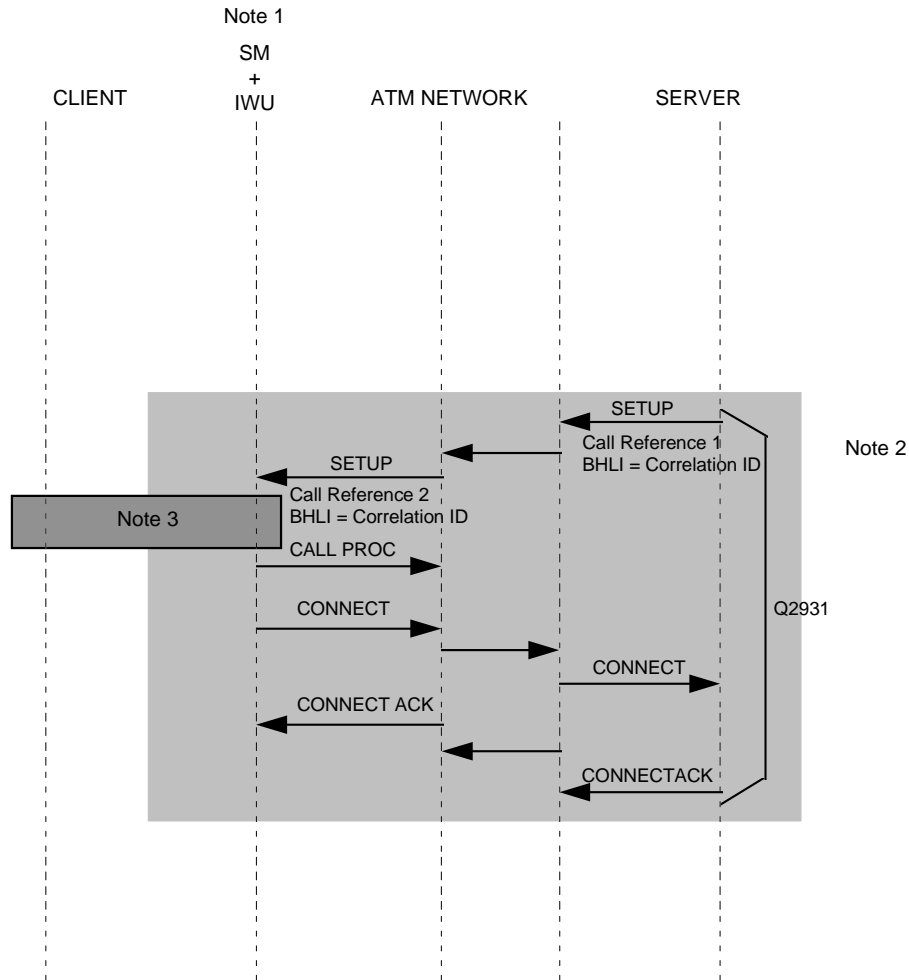 Note 1
SM
+
IWU
CLIENT
ATM NETWORK
SERVER
SETUP
Call Reference 1
BHLI = Correlation ID
Note 2
SETUP
Call Reference 2
BHLI = Correlation ID
Note 3
CALL PROC
CONNECT
Q2931
CONNECT
CONNECT ACK
CONNECTACK